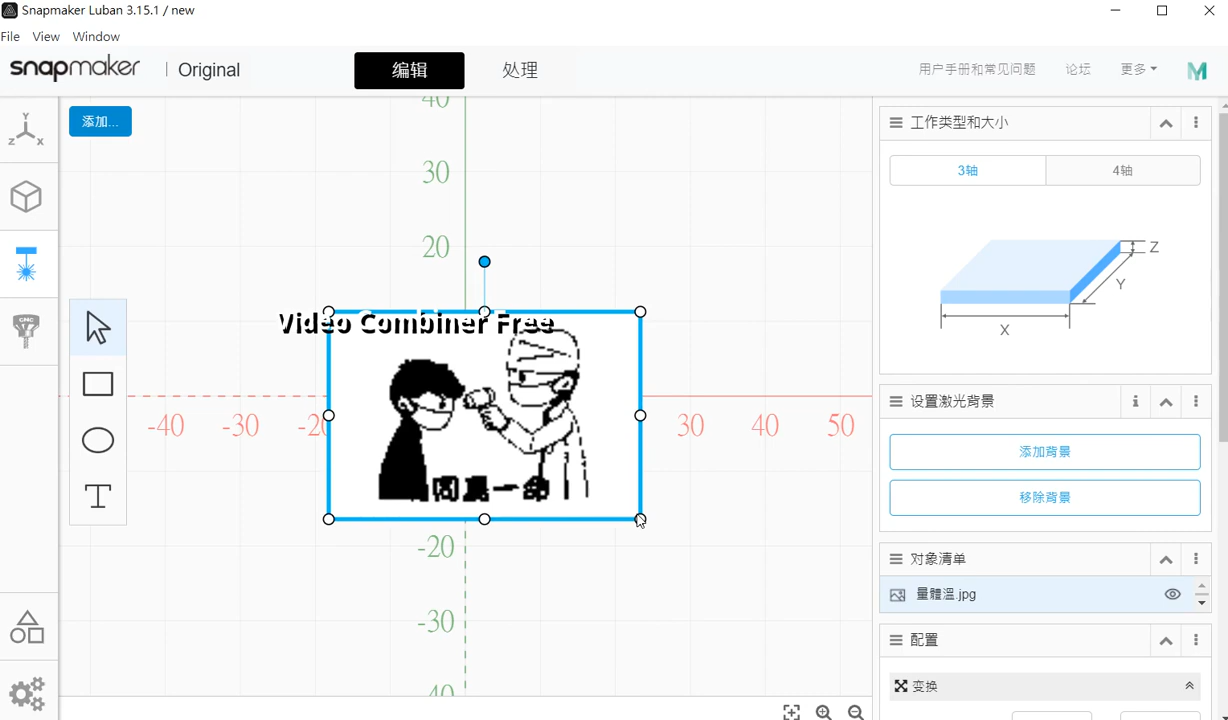 Snapmaker Luban 3.15.1 / new
File View Window
snapmaker | Original
编辑
处理
用户手册和常见问题
论坛
更多
添加...
40
30
20
-40 -30 -20 30 40 50
-20
-30
40
Video Combiner Free
一命
工作类型和大小
3轴
4轴
Z
Y
X
设置激光背景
添加背景
移除背景
对象清单
量體溫.jpg
配置
变换
Y
Z X
CNC
T